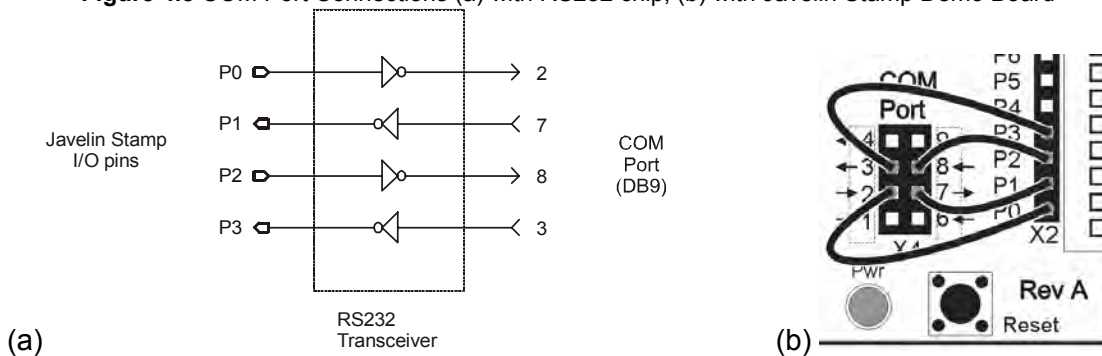 Figure 4.8 COM Port Connections (a) with RS232 chip, (b) with Javelin Stamp Demo Board
P0
2
P1
7
P2
8
P3
3
Javelin Stamp
I/O pins
COM
Port
(DB9)
RS232
Transceiver
(a)
COM
Port
4
3
8
2
7
1
6
X4
P5
P4
P3
P2
P1
P0
X2
Pwr
Rev A
Reset
(b)